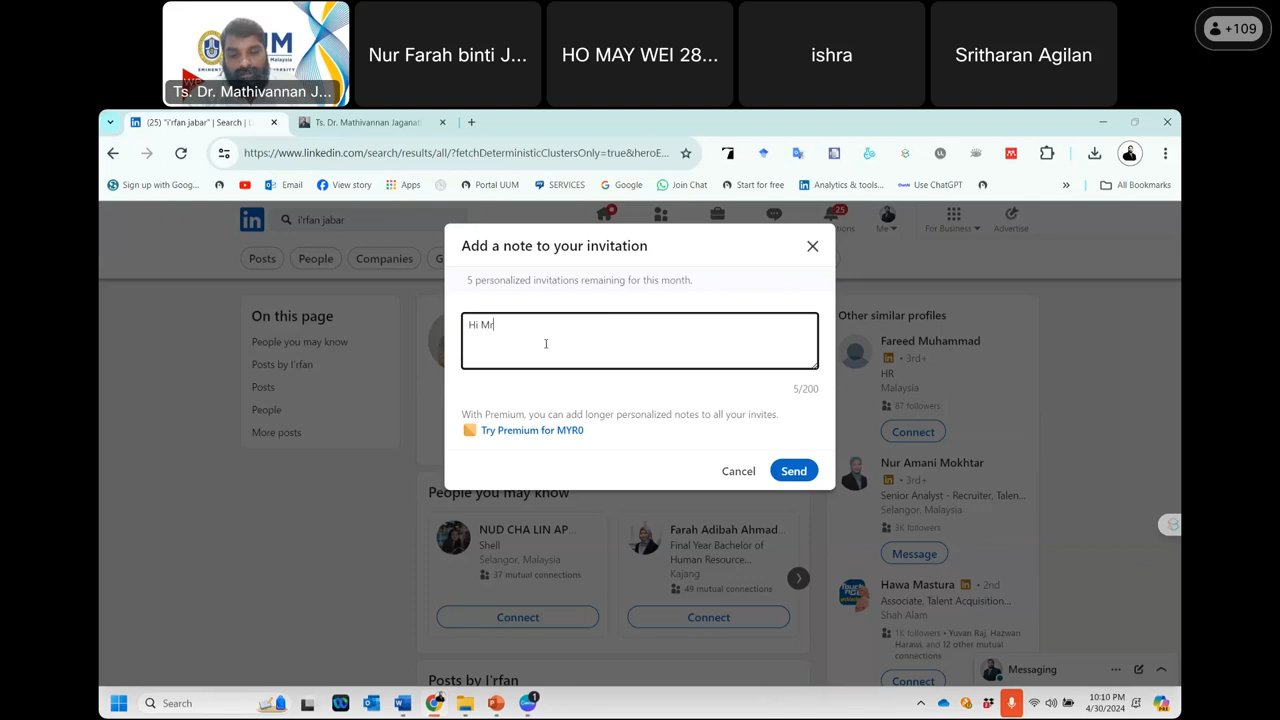 +109
Ts. Dr. Mathivannan J...
Nur Farah binti J...
HO MAY WEI 28...
ishra
Sritharan Agilan
(25) "i'rfan jabar" | Search |
Ts. Dr. Mathivannan Jaganat
https://www.linkedin.com/search/results/all/?fetchDeterministicClustersOnly=true&heroE...
Sign up with Goog...
Email
View story
Apps
Portal UUM
SERVICES
Google
Join Chat
Start for free
Analytics & tools...
Use ChatGPT
All Bookmarks
i'rfan jabar
25
Me
For Business
Advertise
Posts
People
Companies
Add a note to your invitation
5 personalized invitations remaining for this month.
Hi Mr
5/200
With Premium, you can add longer personalized notes to all your invites.
Try Premium for MYR0
Cancel
Send
On this page
People you may know
Posts by I'rfan
Posts
People
More posts
Other similar profiles
Fareed Muhammad
3rd+
HR
Malaysia
87 followers
Connect
Nur Amani Mokhtar
3rd+
Senior Analyst - Recruiter, Talen...
Selangor, Malaysia
3K followers
Message
Hawa Mastura
2nd
Associate, Talent Acquisition...
Shah Alam
1K followers • Yuvan Raj, Hazwan
Harawi, and 12 other mutual
connections
Connect
People you may know
NUD CHA LIN AP...
Shell
Selangor, Malaysia
37 mutual connections
Connect
Farah Adibah Ahmad...
Final Year Bachelor of
Human Resource...
Kajang
49 mutual connections
Connect
Posts by I'rfan
Messaging
Search
1
10:10 PM
4/30/2024